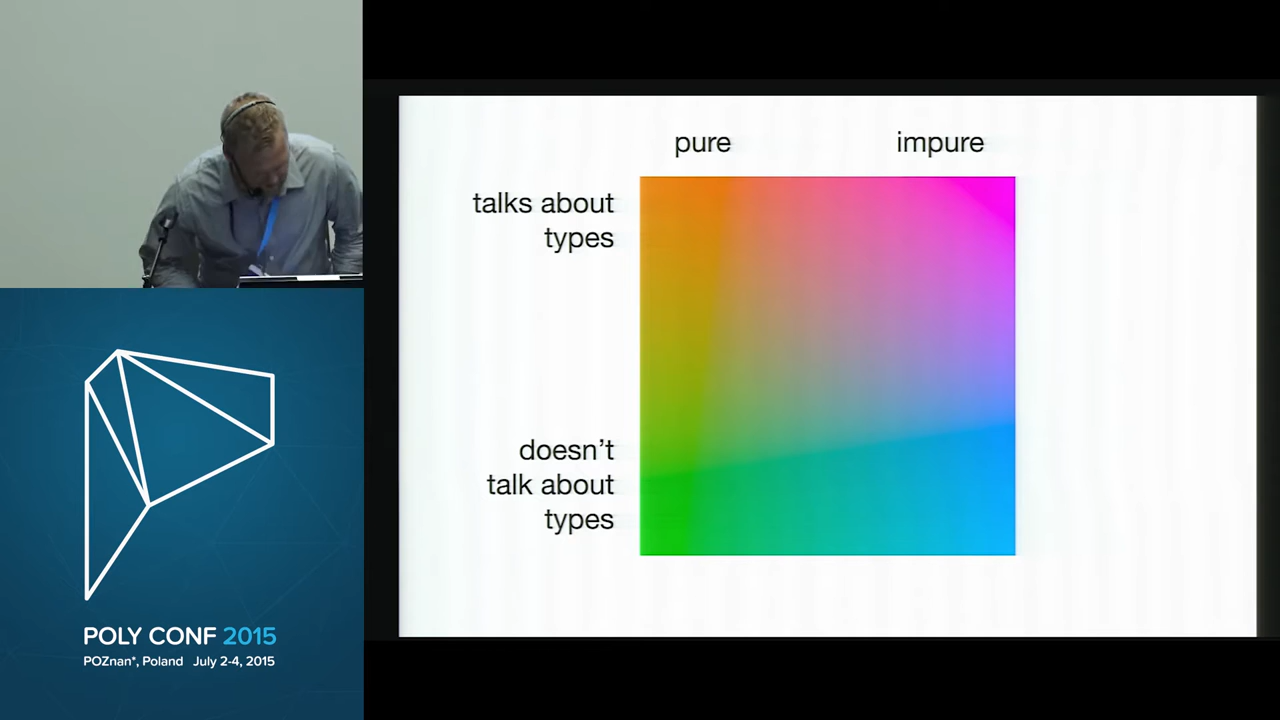 pure impure
talks about
types
doesn’t
talk about
types
POLY CONF 2015
POZnan*, Poland July 2-4, 2015